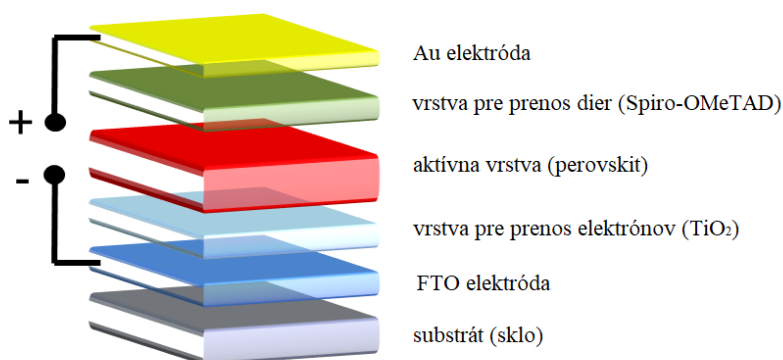 Au elektróda
vrstva pre prenos dier (Spiro-OMeTAD)
+
aktívna vrstva (perovskit)
-
vrstva pre prenos elektrónov (TiO₂)
FTO elektróda
substrát (sklo)